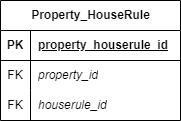 Property_HouseRule
PK property_houserule_id
FK property_id
FK houserule_id